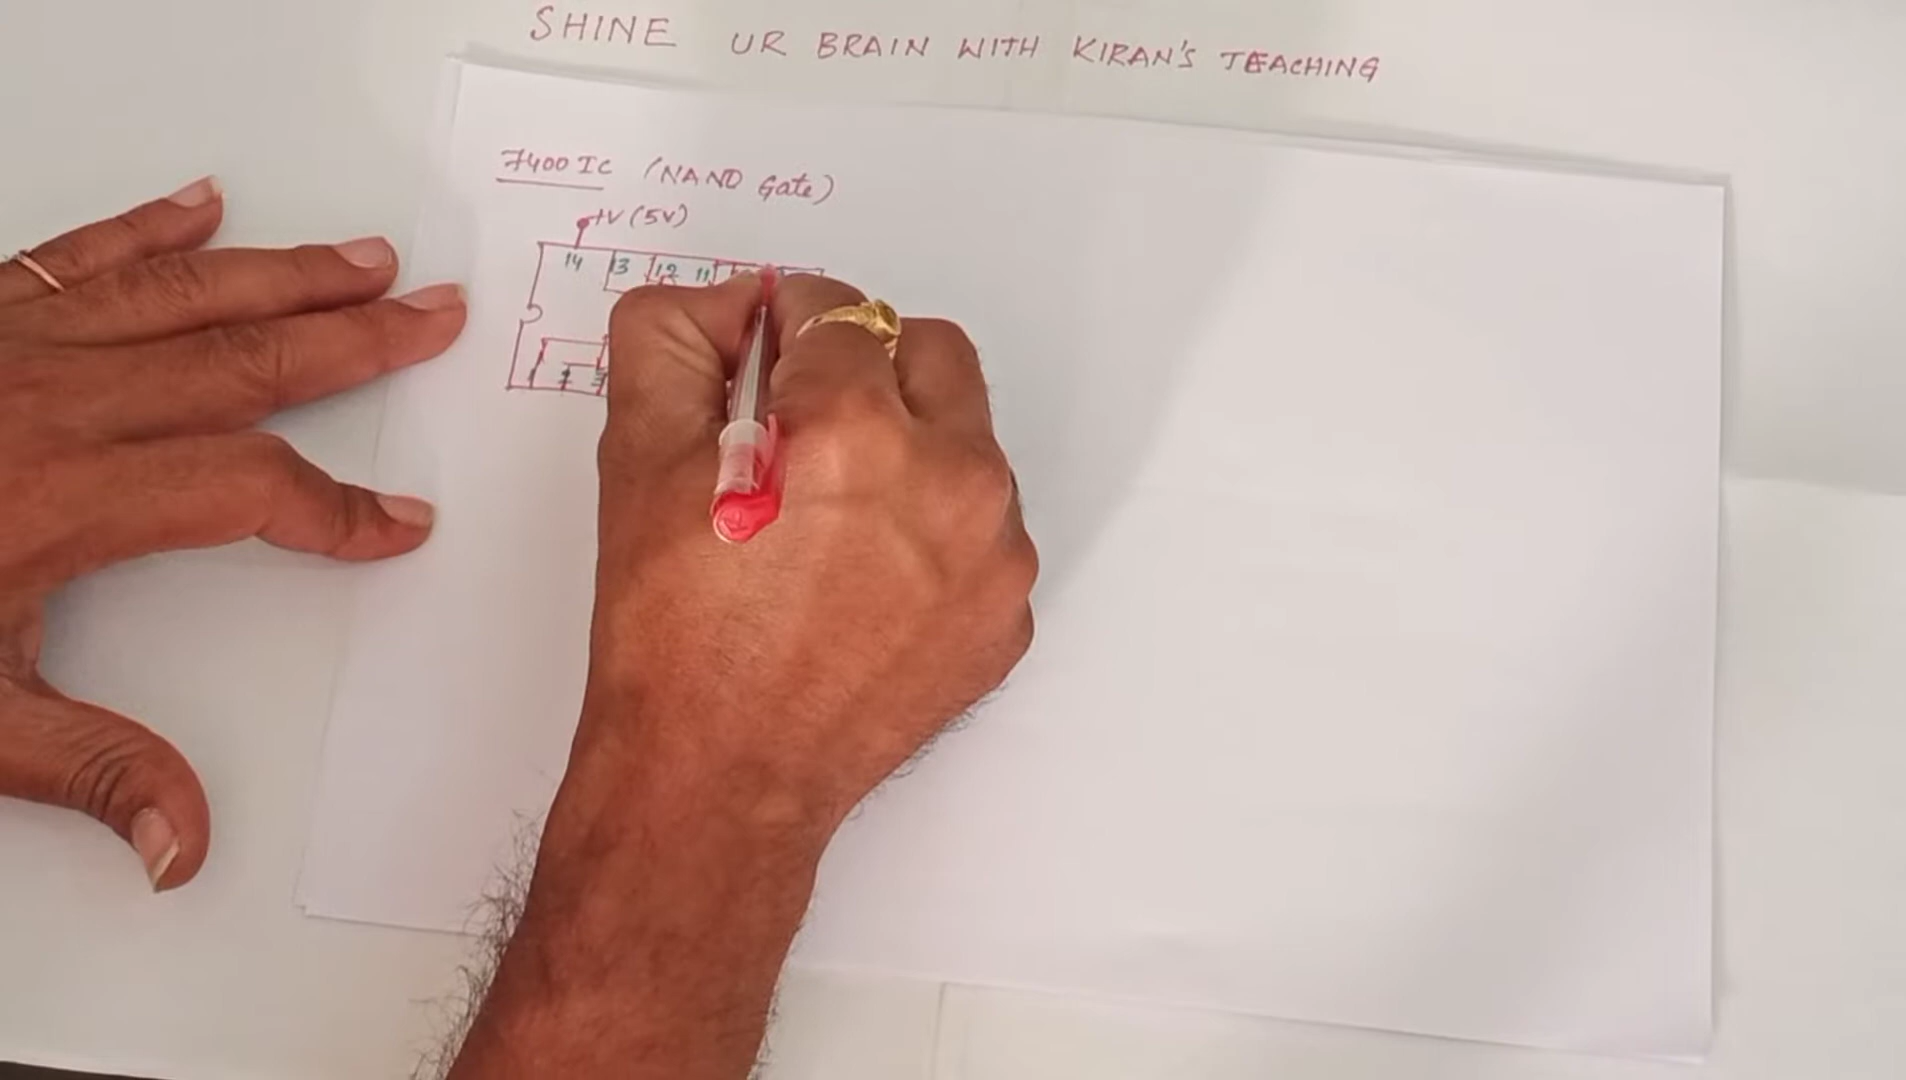 SHINE UR BRAIN WITH KIRAN'S TEACHING
7400 IC (NAND Gate)
+V (5V)
14 13 12 11
1 2 3